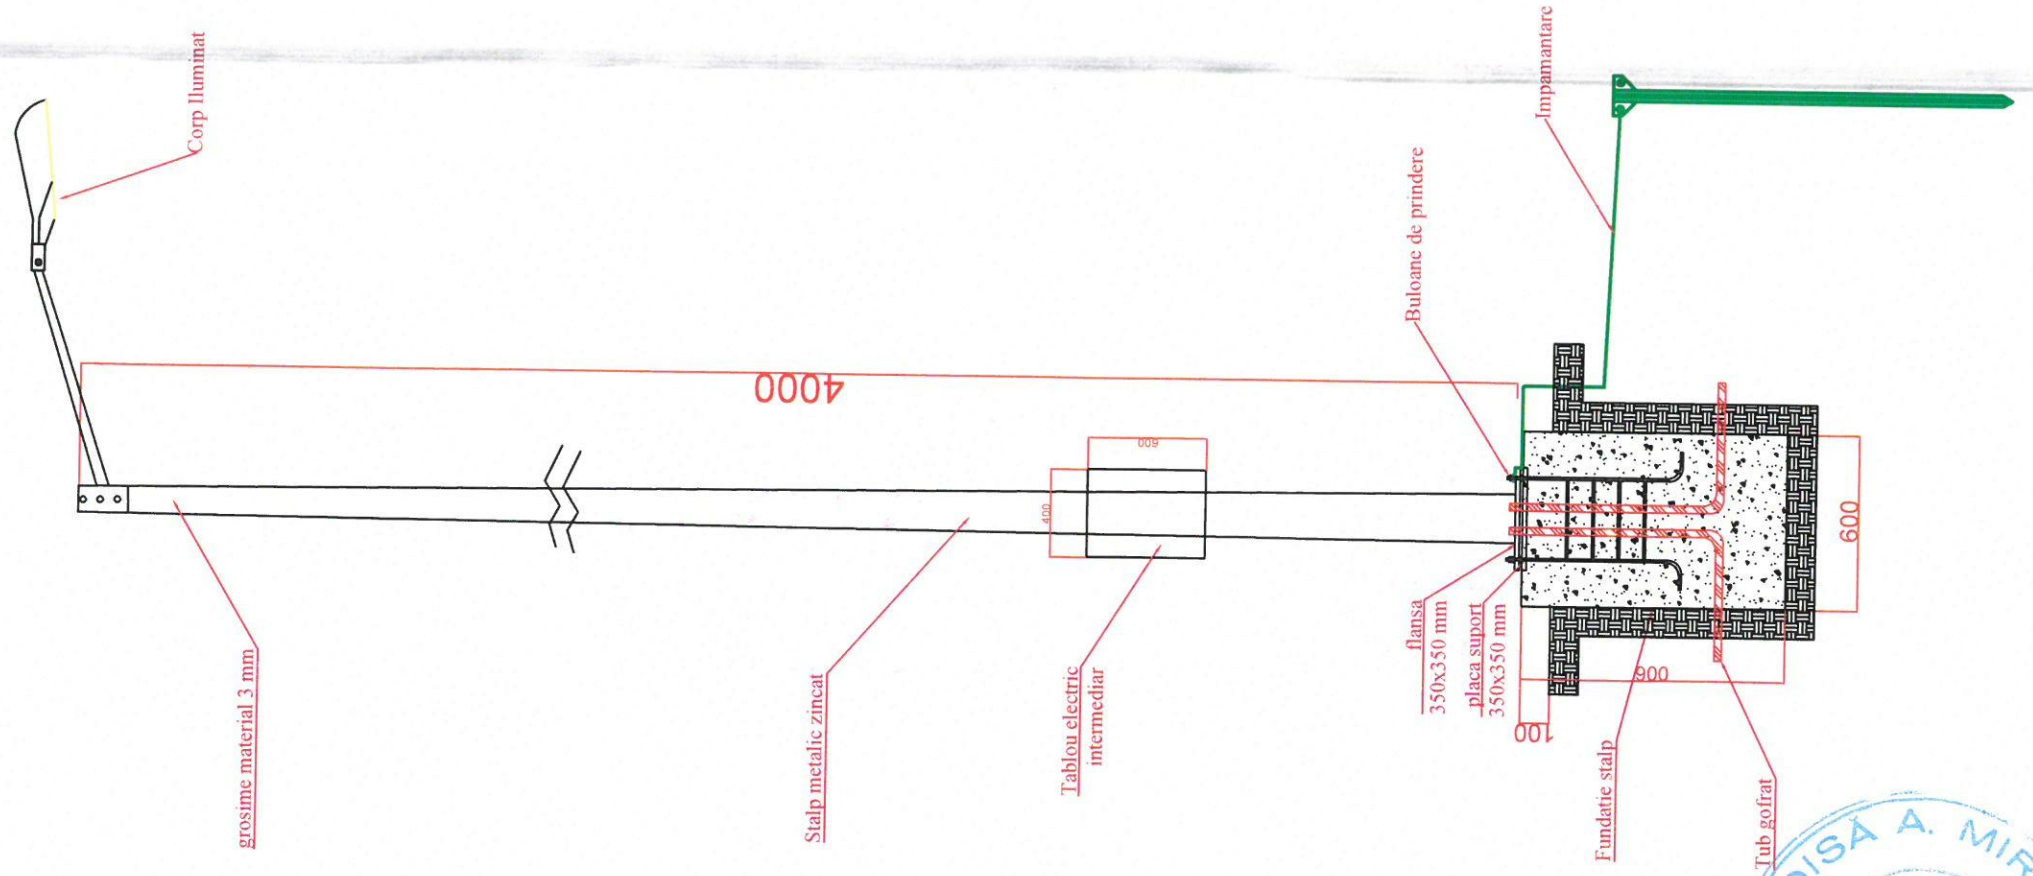 Corp Iluminat
grosime material 3 mm
4000
Stalp metalic zincat
600
400
Tablou electric
intermediar
Buloane de prindere
flansa
350x350 mm
placa suport
350x350 mm
Impamantare
100
900
600
Fundatie stalp
Tub gofrat
A.